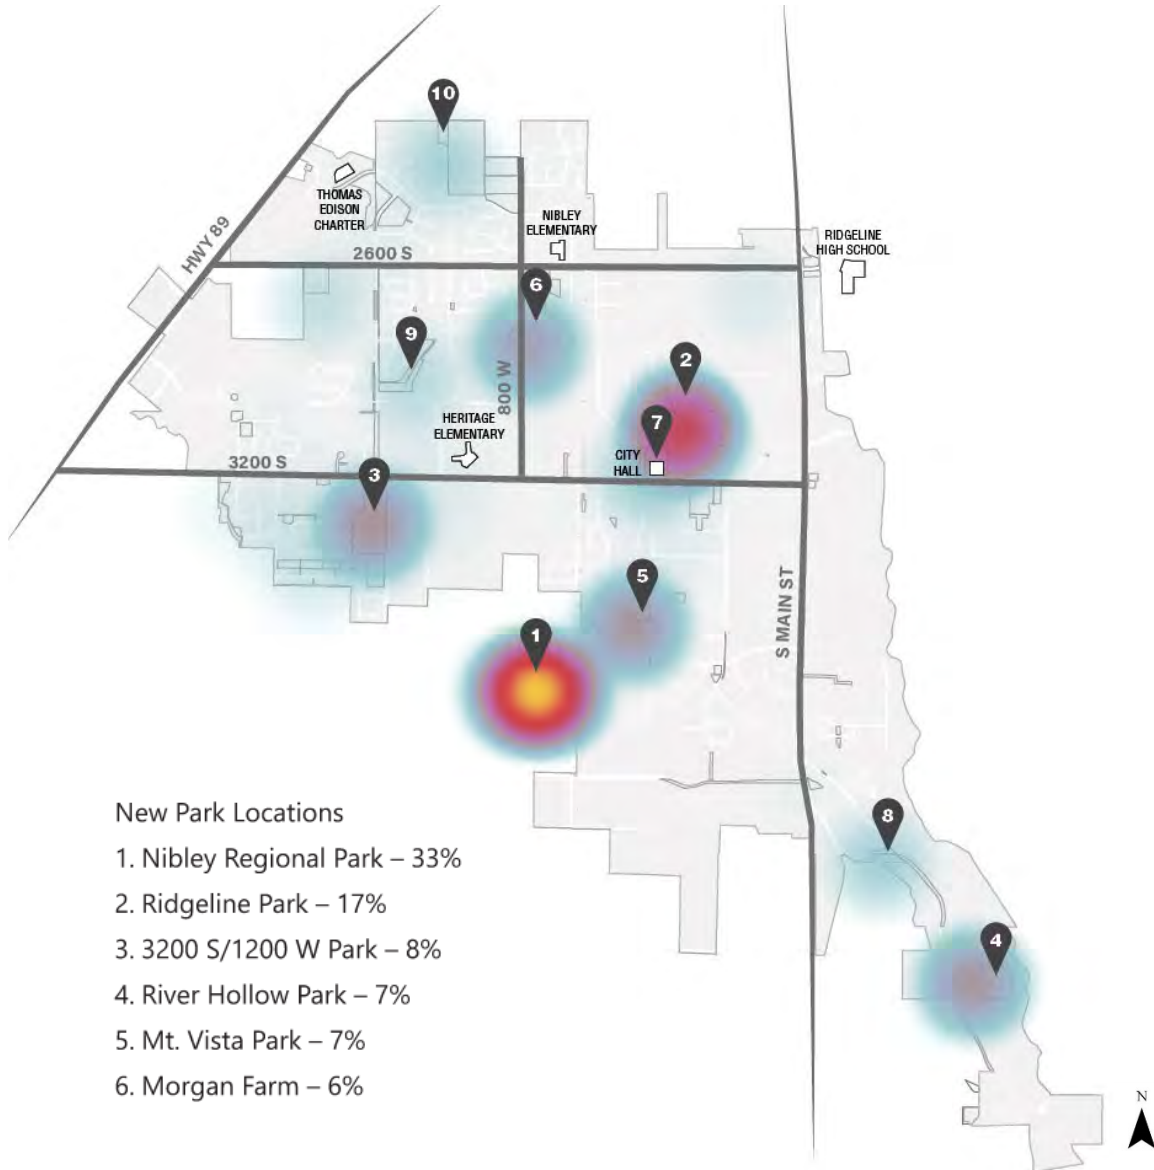 10
THOMAS
EDISON
CHARTER
NIBLEY
ELEMENTARY
RIDGELINE
HIGH SCHOOL
HWY 89
2600 S
6
9
2
800 W
7
HERITAGE
ELEMENTARY
CITY
HALL
3200 S
3
5
S MAIN ST
1
8
4
New Park Locations
1. Nibley Regional Park – 33%
2. Ridgeline Park – 17%
3. 3200 S/1200 W Park – 8%
4. River Hollow Park – 7%
5. Mt. Vista Park – 7%
6. Morgan Farm – 6%
N